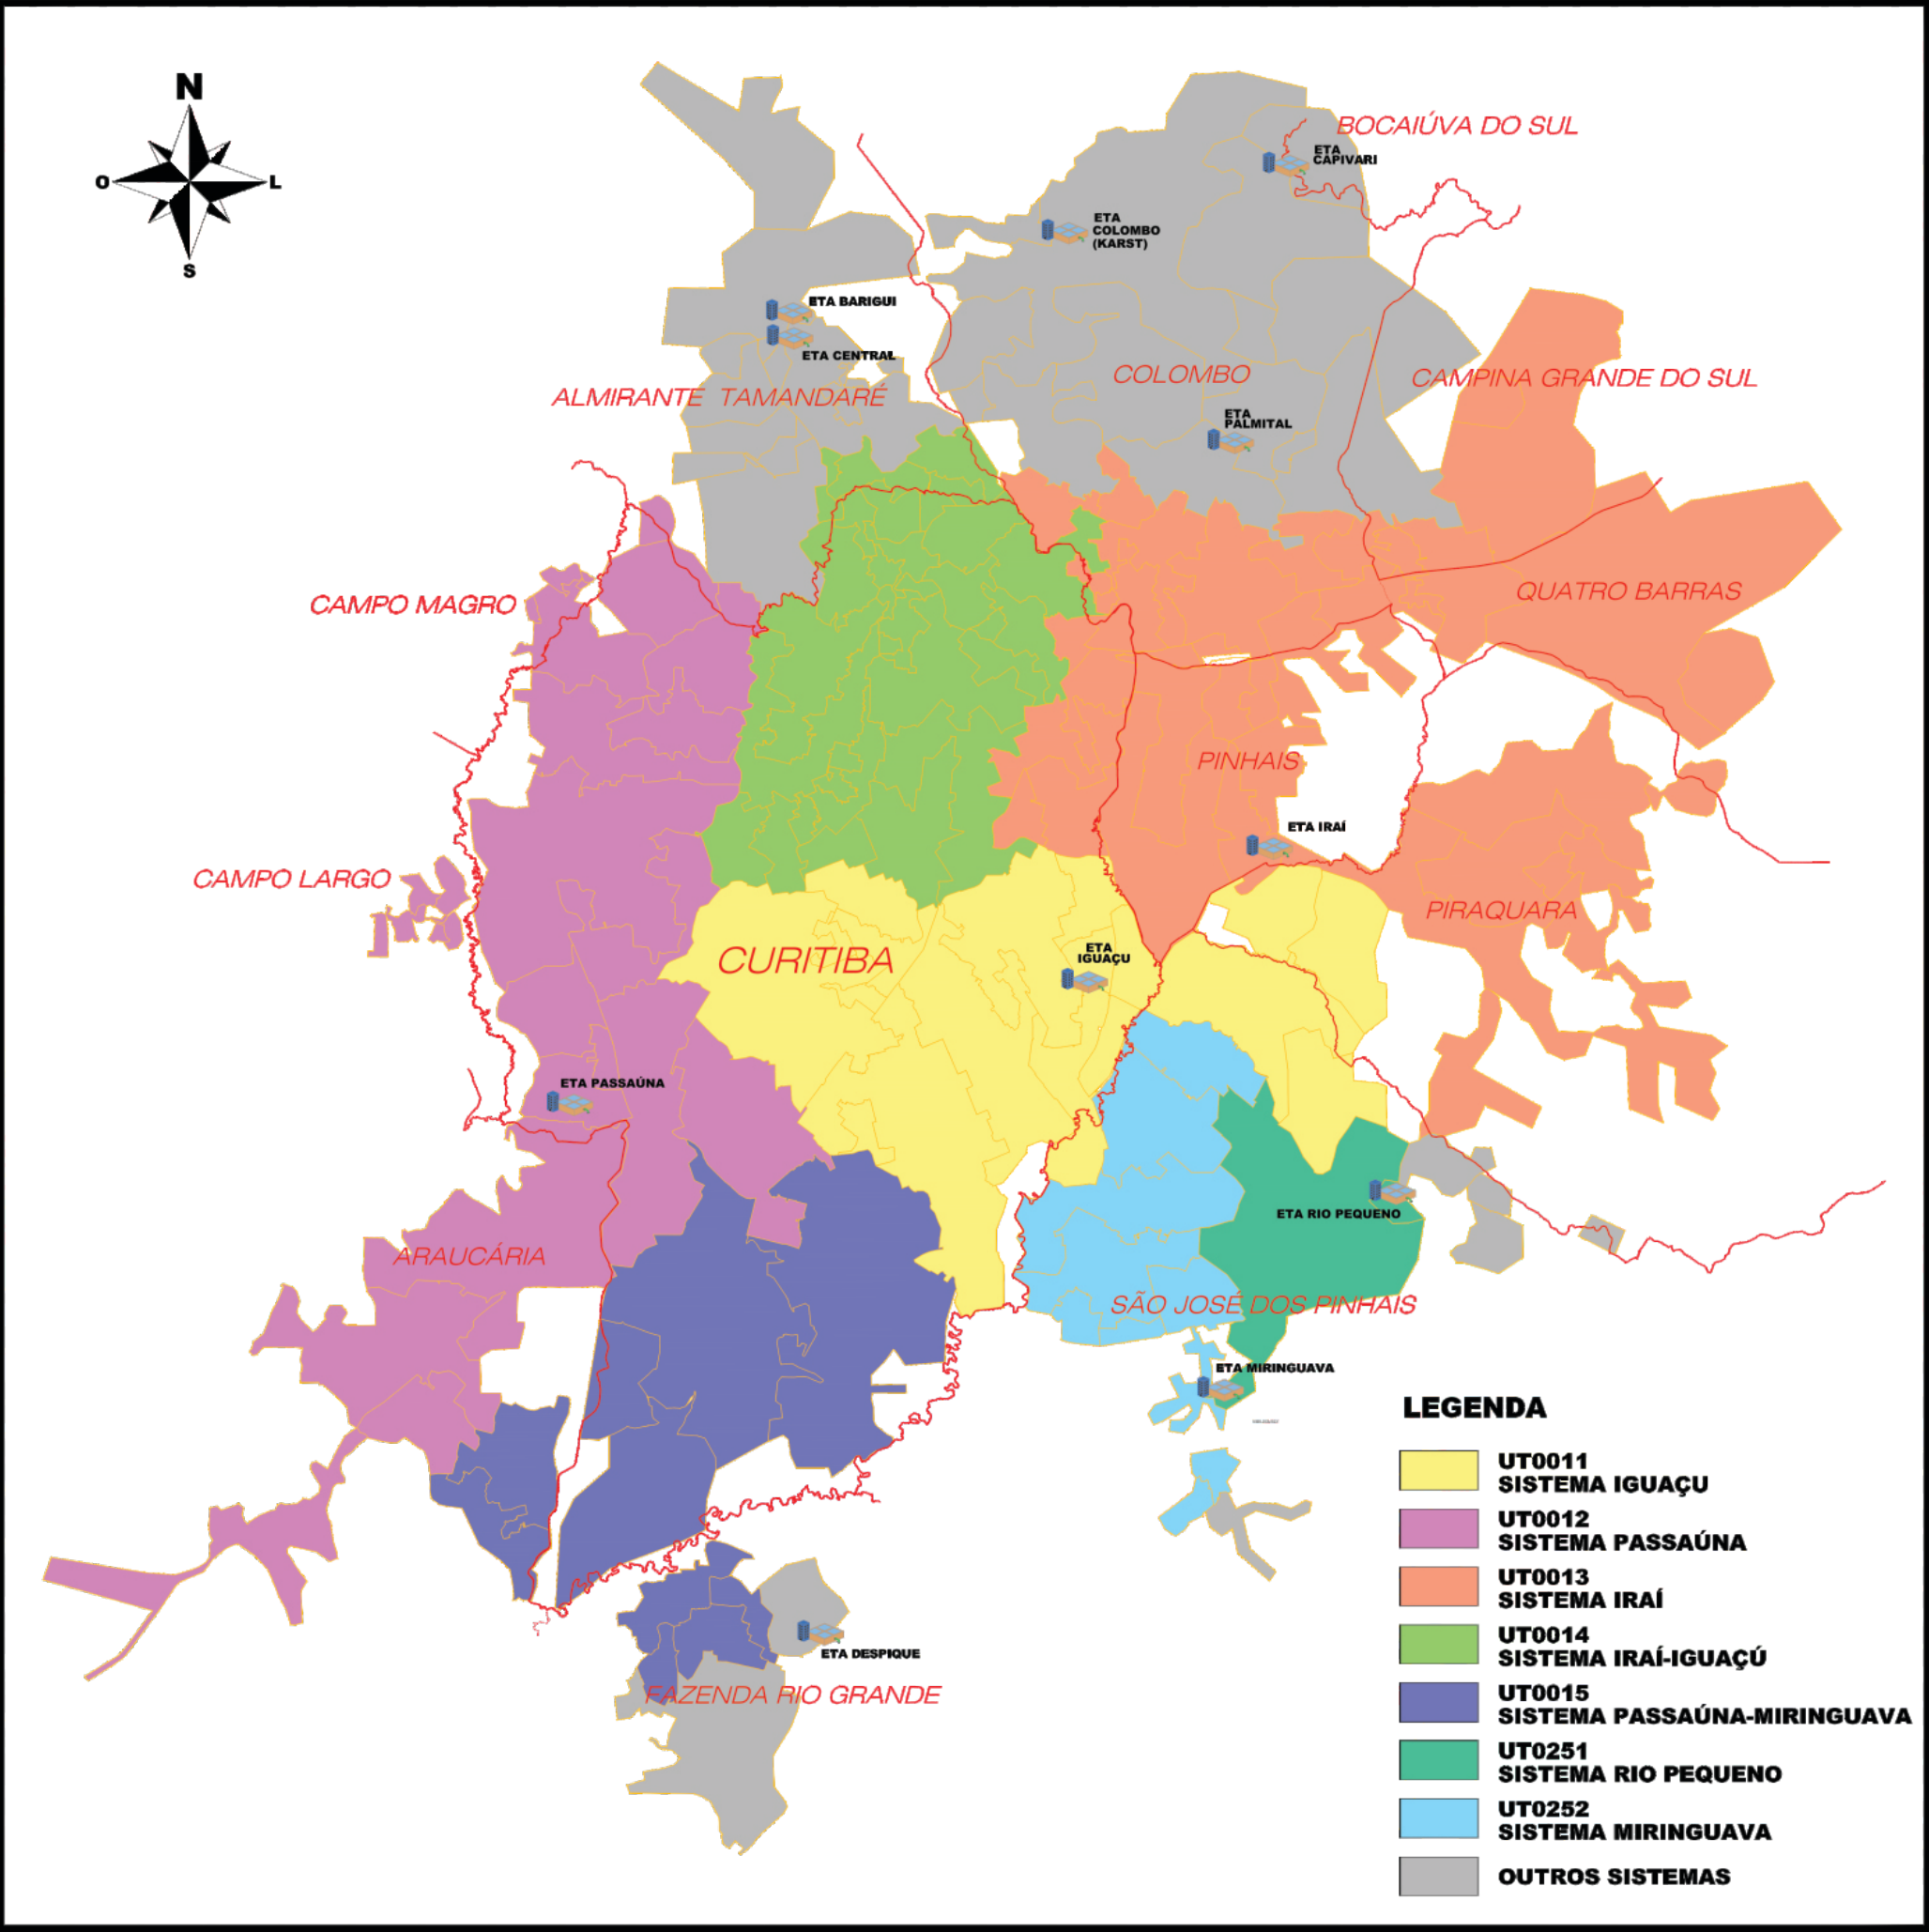 N
BOCAIÚVA DO SUL
ETA
CAPIVARI
O
L
ETA
COLOMBO
(KARST)
S
ETA BARIGUI
ETA CENTRAL
COLOMBO
CAMPINA GRANDE DO SUL
ALMIRANTE TAMANDARÉ
ETA
PALMITAL
QUATRO BARRAS
CAMPO MAGRO
PINHAIS
ETA IRAÍ
CAMPO LARGO
PIRAQUARA
CURITIBA
ETA
IGUAÇU
ETA PASSAÚNA
ETA RIO PEQUENO
ARAUCÁRIA
SÃO JOSÉ DOS PINHAIS
ETA MIRINGUAVA
ETA DESPIQUE
FAZENDA RIO GRANDE
LEGENDA
UT0011
SISTEMA IGUAÇU
UT0012
SISTEMA PASSAÚNA
UT0013
SISTEMA IRAÍ
UT0014
SISTEMA IRAÍ-IGUAÇÚ
UT0015
SISTEMA PASSAÚNA-MIRINGUAVA
UT0251
SISTEMA RIO PEQUENO
UT0252
SISTEMA MIRINGUAVA
OUTROS SISTEMAS